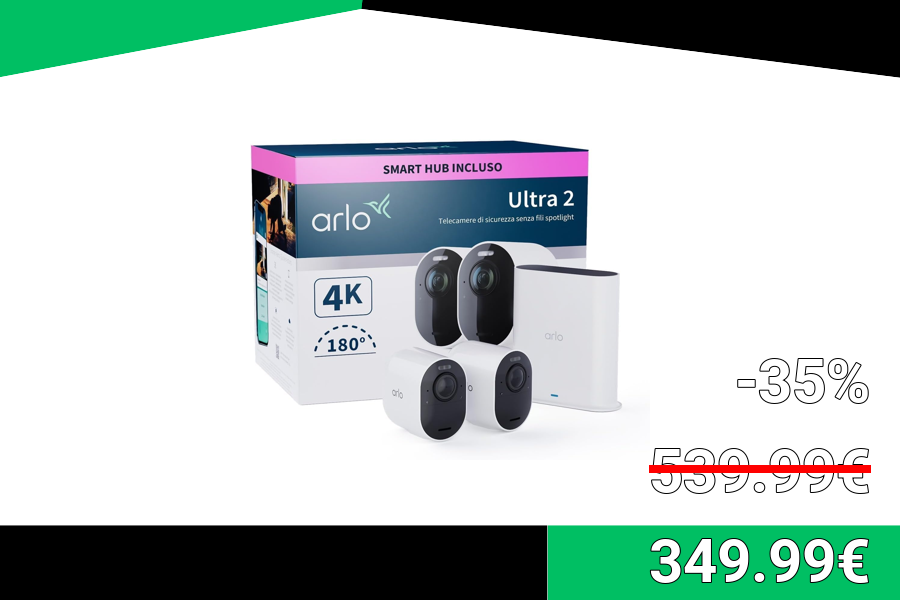 SMART HUB INCLUSO
Ultra 2
arlo
Telecamere di sicurezza senza fili spotlight
4K
180°
arlo
arlo
-35%
539.99€
349.99€